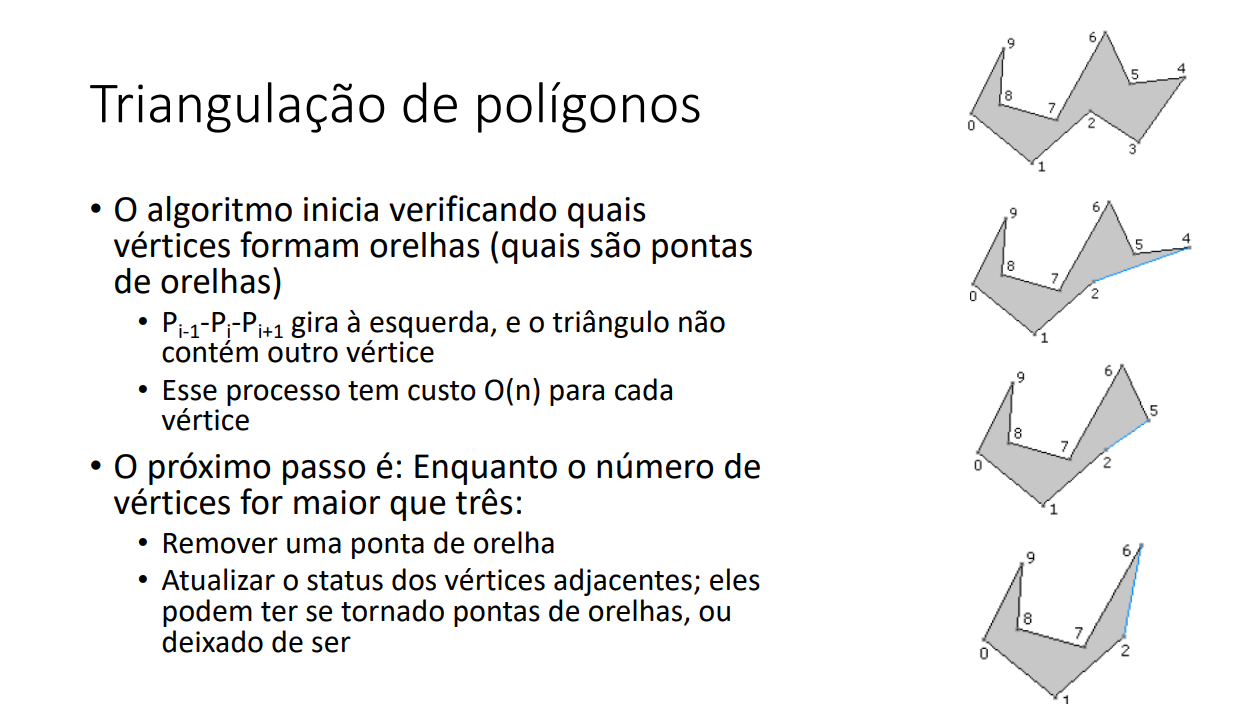 Triangulação de polígonos
• O algoritmo inicia verificando quais
vértices formam orelhas (quais são pontas
de orelhas)
• Pi-1-Pi-Pi+1 gira à esquerda, e o triângulo não
contém outro vértice
• Esse processo tem custo O(n) para cada
vértice
• O próximo passo é: Enquanto o número de
vértices for maior que três:
• Remover uma ponta de orelha
• Atualizar o status dos vértices adjacentes; eles
podem ter se tornado pontas de orelhas, ou
deixado de ser
9 6
5 4
8 7
0 2
3
1
9 6
5 4
8 7
0 2
1
9 6
5
8 7
0 2
1
9 6
8 7
0 2
1